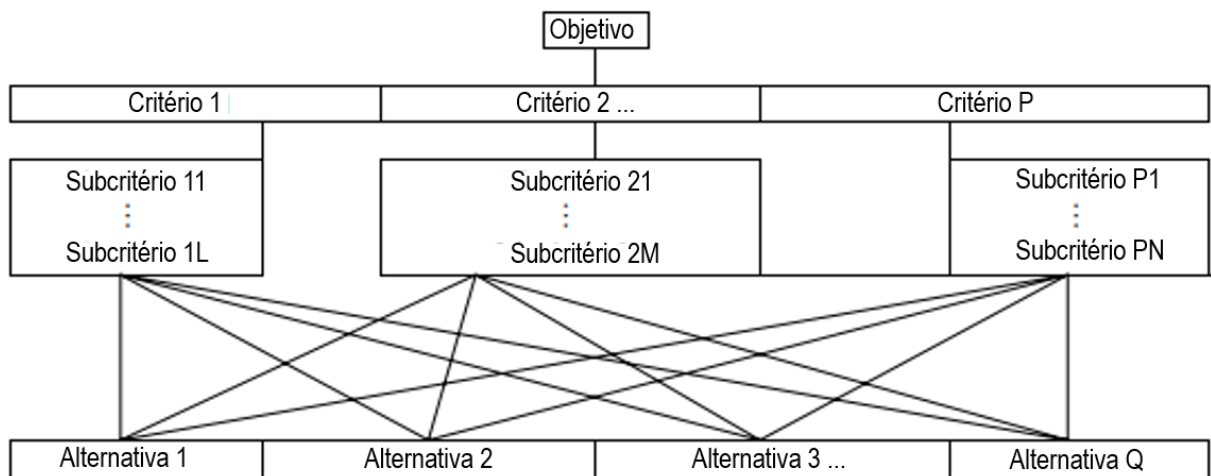 Objetivo
Critério 1
Critério 2 ...
Critério P
Subcritério 11
⋮
Subcritério 1L
Subcritério 21
⋮
Subcritério 2M
Subcritério P1
⋮
Subcritério PN
Alternativa 1
Alternativa 2
Alternativa 3 ...
Alternativa Q